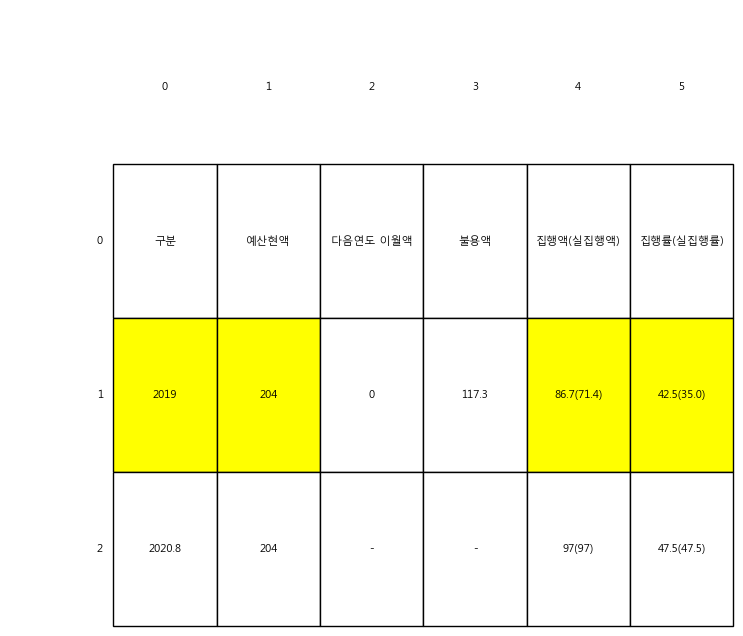 0 1 2 3 4 5
0 구분 예산현액 다음연도 이월액 불용액 집행액(실집행액) 집행률(실집행률)
1 2019 204 0 117.3 86.7(71.4) 42.5(35.0)
2 2020.8 204 - - 97(97) 47.5(47.5)